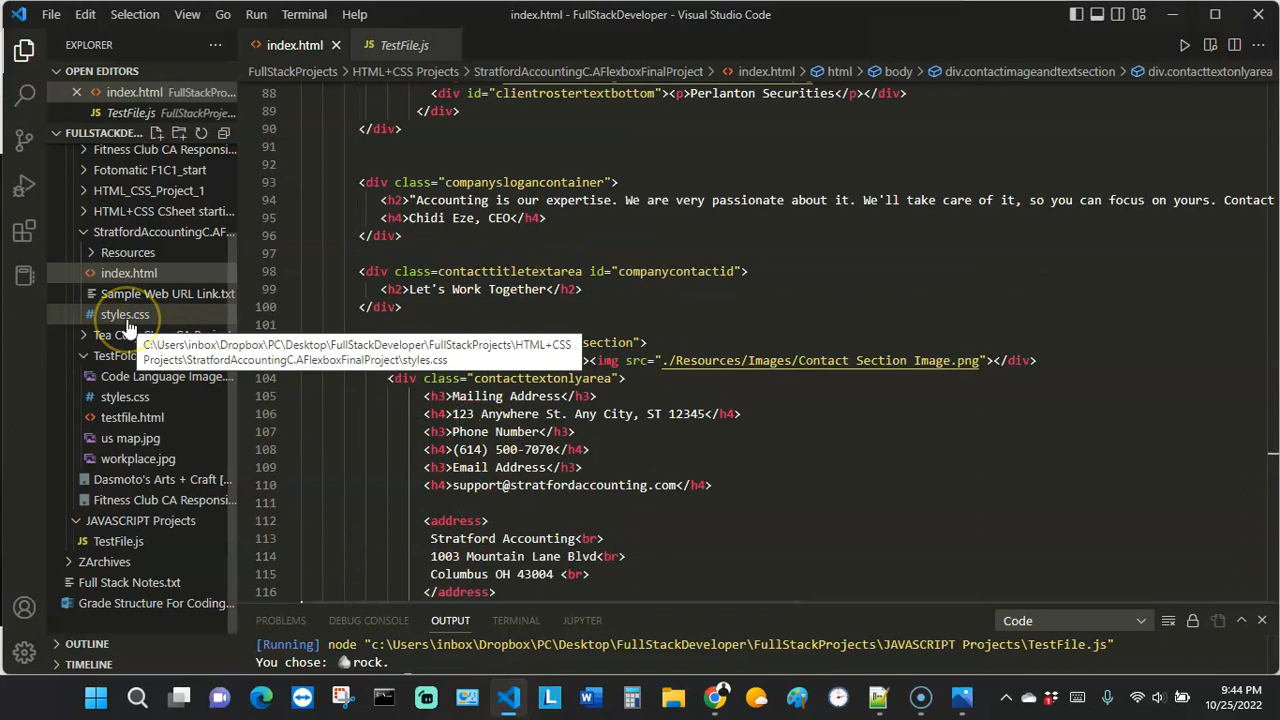 File Edit Selection View Go Run Terminal Help index.html - FullStackDeveloper - Visual Studio Code
EXPLORER
index.html TestFile.js
OPEN EDITORS
FullStackProjects > HTML+CSS Projects > StratfordAccountingC.AFlexboxFinalProject > index.html > html > body > div.contactimageandtextsection > div.contacttextonlyarea
index.html FullStackPro...
TestFile.js FullStackProje...
FULLSTACKDE...
Fitness Club CA Responsi...
Fotomatic F1C1_start
HTML_CSS_Project_1
HTML+CSS CSheet starti...
StratfordAccountingC.AF...
Resources
index.html
Sample Web URL Link.txt
styles.css
Code Language Image....
styles.css
testfile.html
us map.jpg
workplace.jpg
Dasmoto's Arts + Craft [...
Fitness Club CA Responsi...
JAVASCRIPT Projects
TestFile.js
ZArchives
Full Stack Notes.txt
Grade Structure For Coding...
OUTLINE
TIMELINE
88 <div id="clientrostertextbottom"><p>Perlanton Securities</p></div>
89 </div>
90 </div>
91
92
93 <div class="companyslogancontainer">
94 <h2>"Accounting is our expertise. We are very passionate about it. We'll take care of it, so you can focus on yours. Contact
95 <h4>Chidi Eze, CEO</h4>
96 </div>
97
98 <div class=contacttitletextarea id="companycontactid">
99 <h2>Let's Work Together</h2>
100 </div>
101
section">
C:\Users\inbox\Dropbox\PC\Desktop\FullStackDeveloper\FullStackProjects\HTML+CSS
Projects\StratfordAccountingC.AFlexboxFinalProject\styles.css
><img src="./Resources/Images/Contact Section Image.png"></div>
104 <div class="contacttextonlyarea">
105 <h3>Mailing Address</h3>
106 <h4>123 Anywhere St. Any City, ST 12345</h4>
107 <h3>Phone Number</h3>
108 <h4>(614) 500-7070</h4>
109 <h3>Email Address</h3>
110 <h4>support@stratfordaccounting.com</h4>
111
112 <address>
113 Stratford Accounting<br>
114 1003 Mountain Lane Blvd<br>
115 Columbus OH 43004 <br>
116 </address>
PROBLEMS DEBUG CONSOLE OUTPUT TERMINAL JUPYTER Code
[Running] node "c:\Users\inbox\Dropbox\PC\Desktop\FullStackDeveloper\FullStackProjects\JAVASCRIPT Projects\TestFile.js"
You chose: 🪨rock.
9:44 PM
10/25/2022